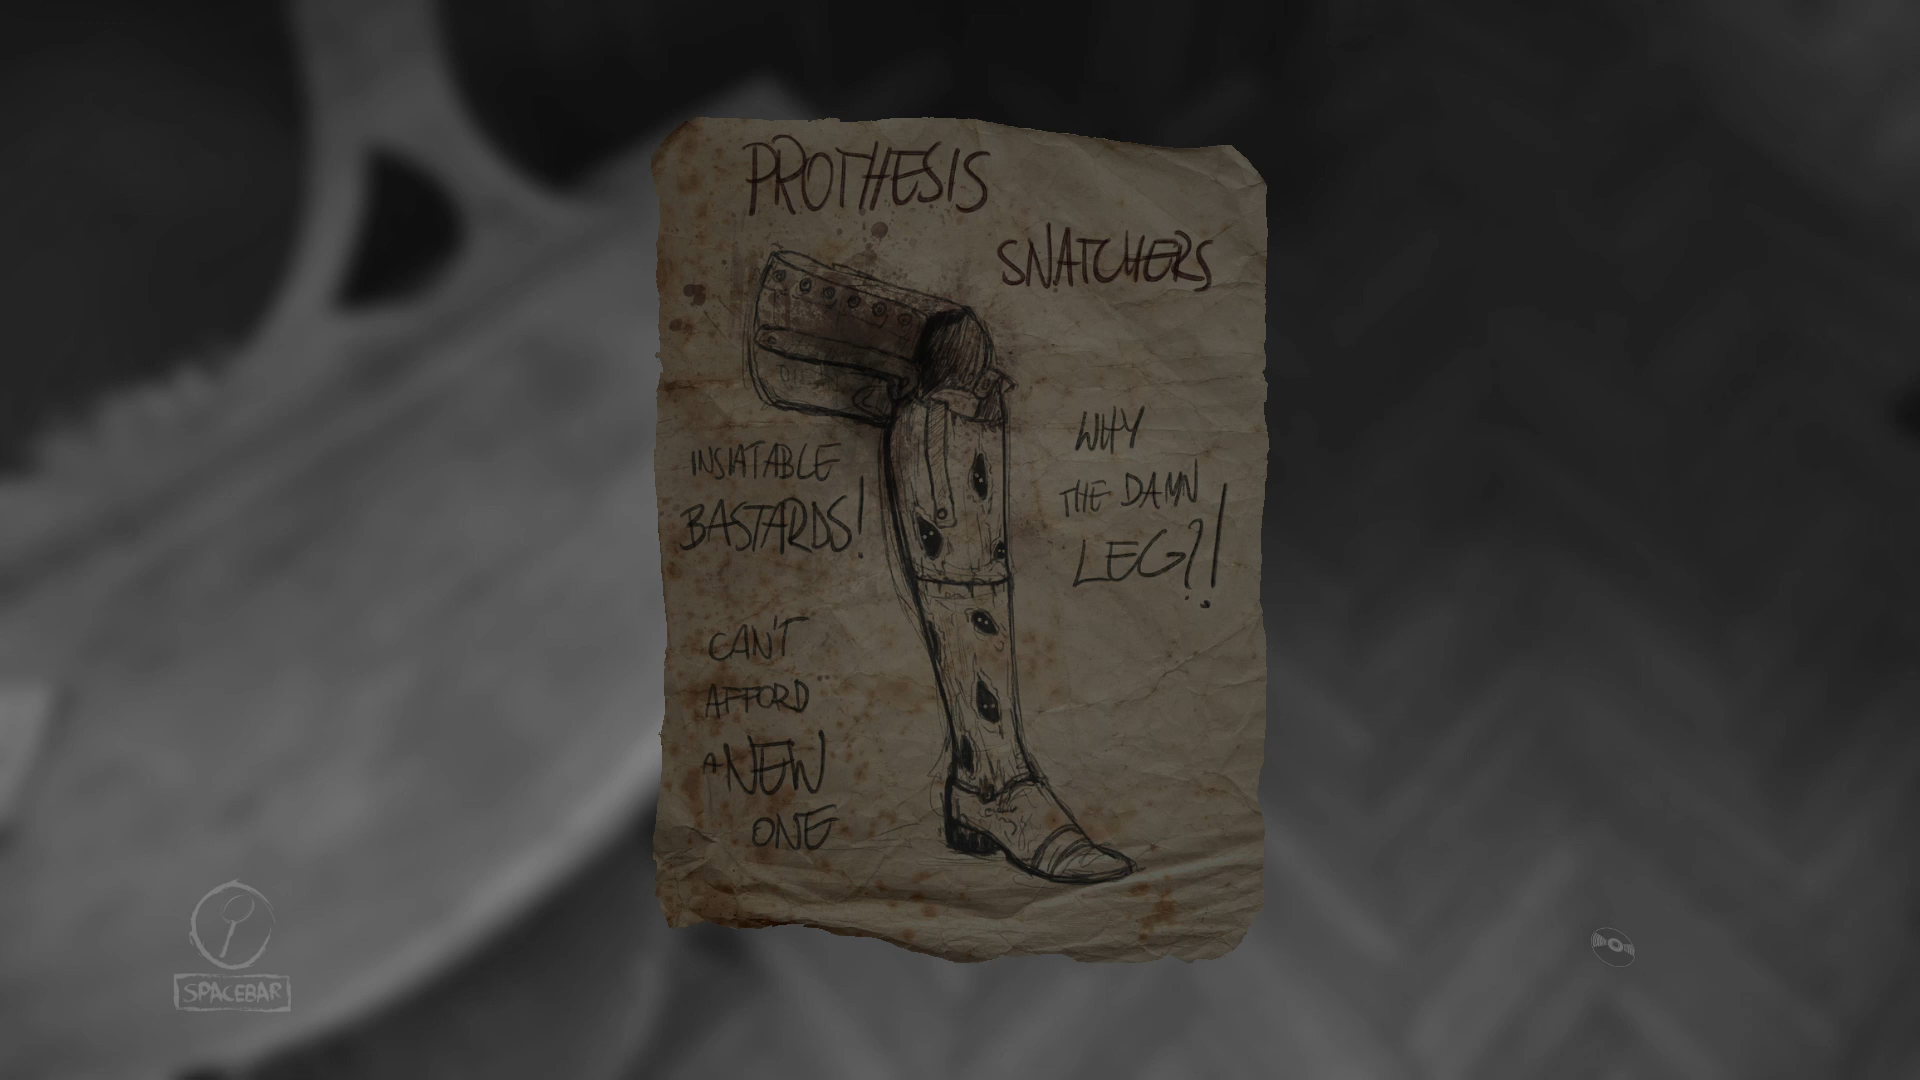 PROTHESIS
SNATCHERS
INSIATABLE
BASTARDS!
WHY
THE DAMN
LEG?!
CAN'T
AFFORD
A NEW
ONE
SPACEBAR